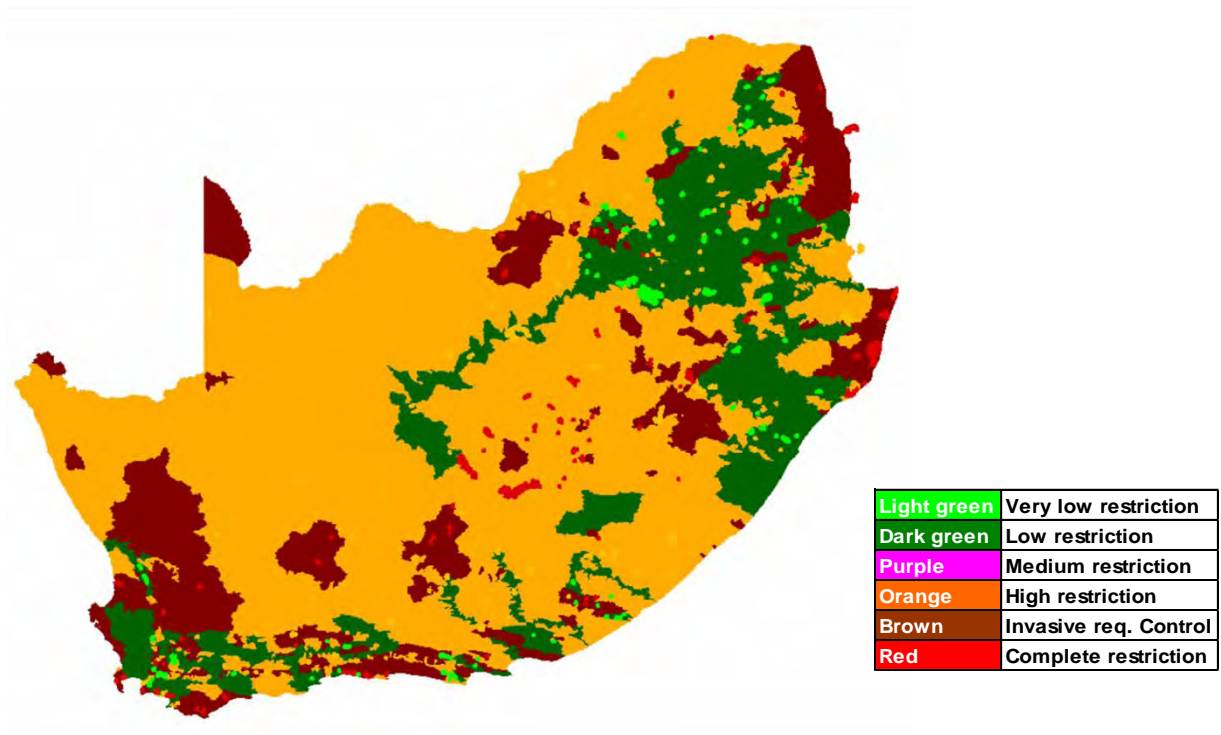 Light green Very low restriction
Dark green Low restriction
Purple Medium restriction
Orange High restriction
Brown Invasive req. Control
Red Complete restriction